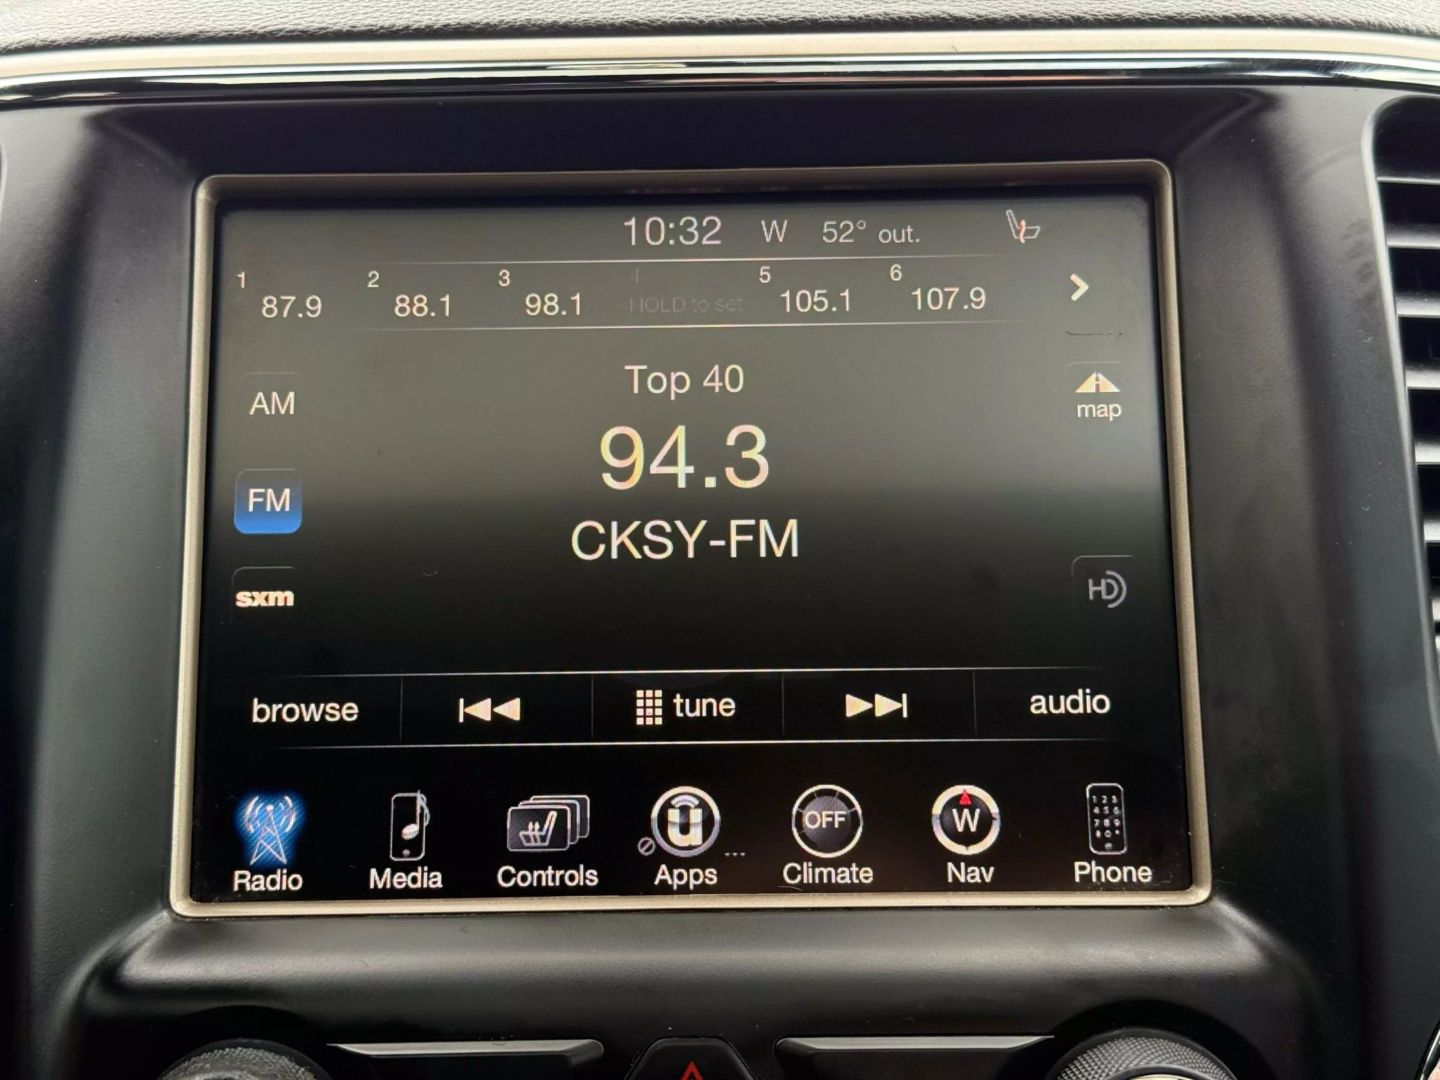 10:32 W 52° out.
1 2 3 4 5 6
87.9 88.1 98.1 HOLD to set 105.1 107.9
Top 40
AM
map
94.3
FM
CKSY-FM
HD
sxm
browse tune audio
OFF W
u
Radio Media Controls Apps Climate Nav Phone